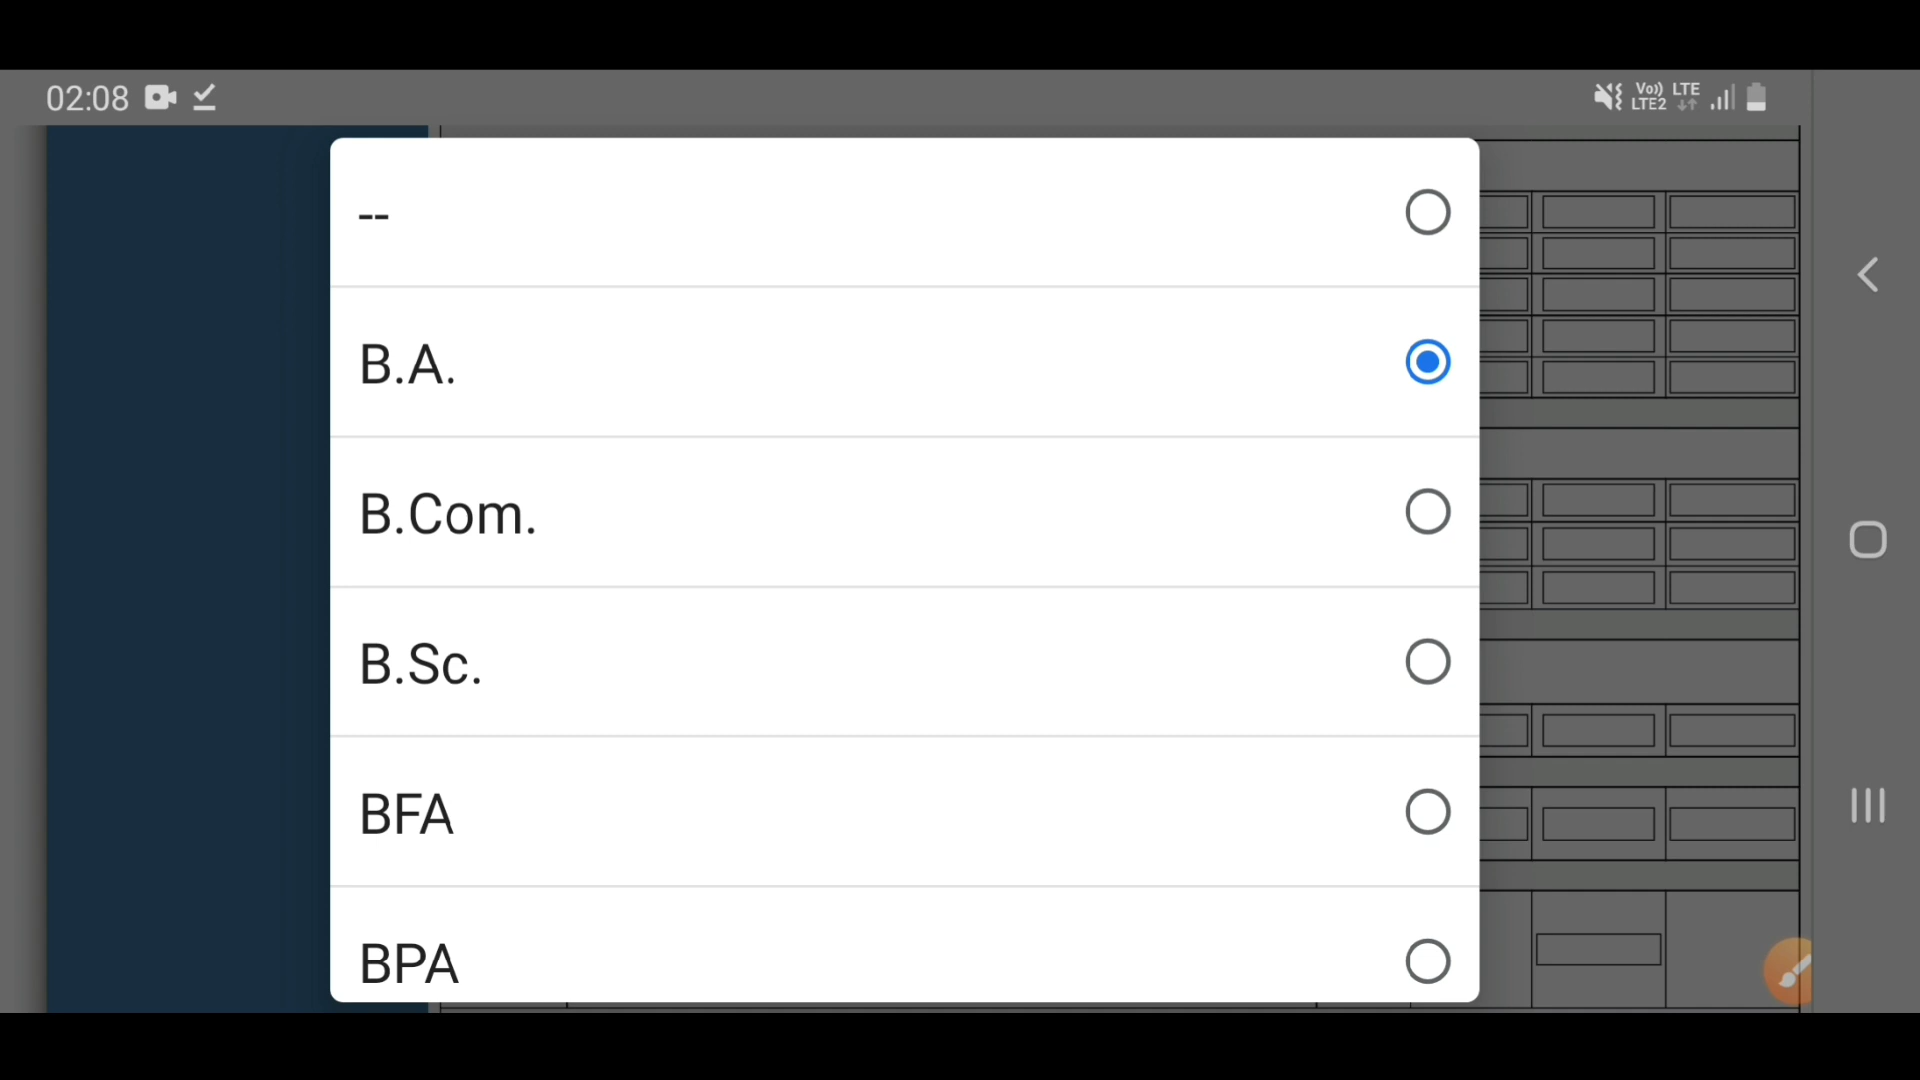 02:08
Vo)) LTE
LTE2
--
B.A.
B.Com.
B.Sc.
BFA
BPA